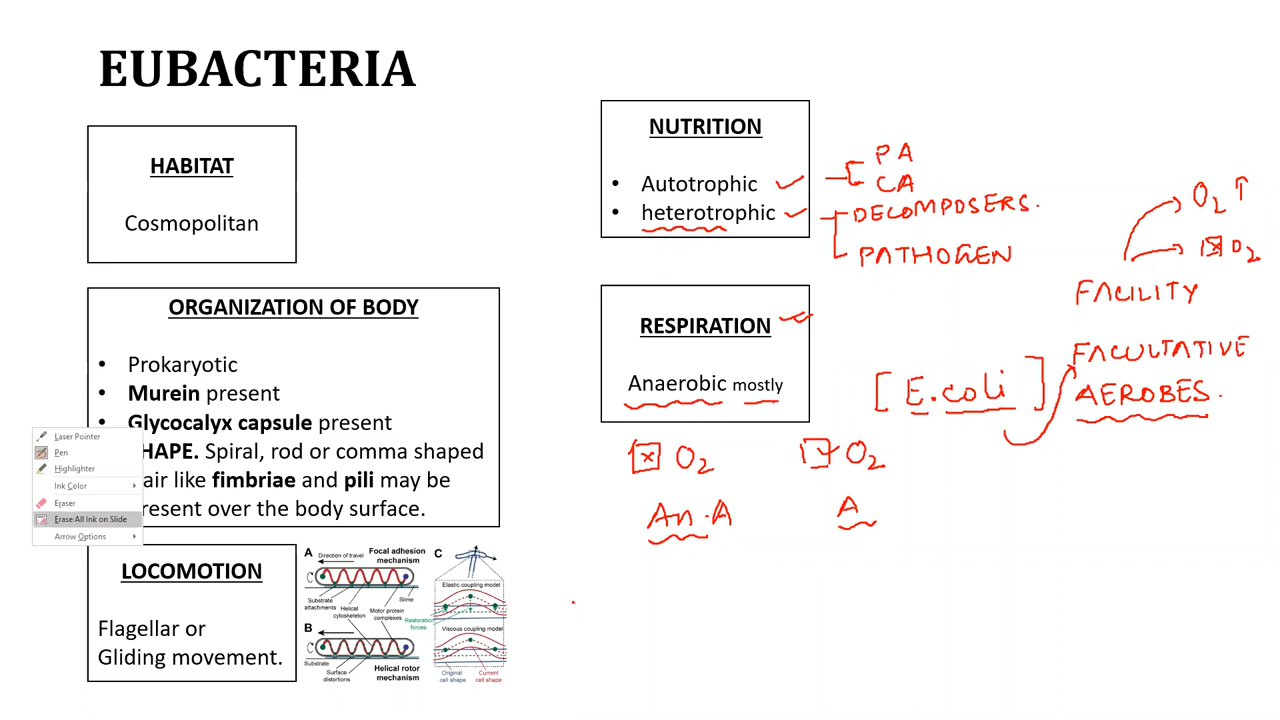 EUBACTERIA
HABITAT
Cosmopolitan
ORGANIZATION OF BODY
• Prokaryotic
• Murein present
• Glycocalyx capsule present
HAPE. Spiral, rod or comma shaped
air like fimbriae and pili may be
resent over the body surface.
Laser Pointer
Pen
Highlighter
Ink Color
Eraser
Erase All Ink on Slide
Arrow Options
LOCOMOTION
Flagellar or
Gliding movement.
A Direction of travel Focal adhesion
mechanism
Substrate
attachments
Helical
cytoskeleton
Motor protein
complexes
Slime
B
Substrate
Surface
distortions
Helical rotor
mechanism
C
Elastic coupling model
Restoration
forces
Viscous coupling model
Original
cell shape
Current
cell shape
NUTRITION
• Autotrophic
• heterotrophic
PA
CA
DECOMPOSERS.
PATHOGEN
O2 ↑
O2
FACILITY
RESPIRATION
Anaerobic mostly
[E.coli]
FACULTATIVE
AEROBES.
O2
O2
An.A
A